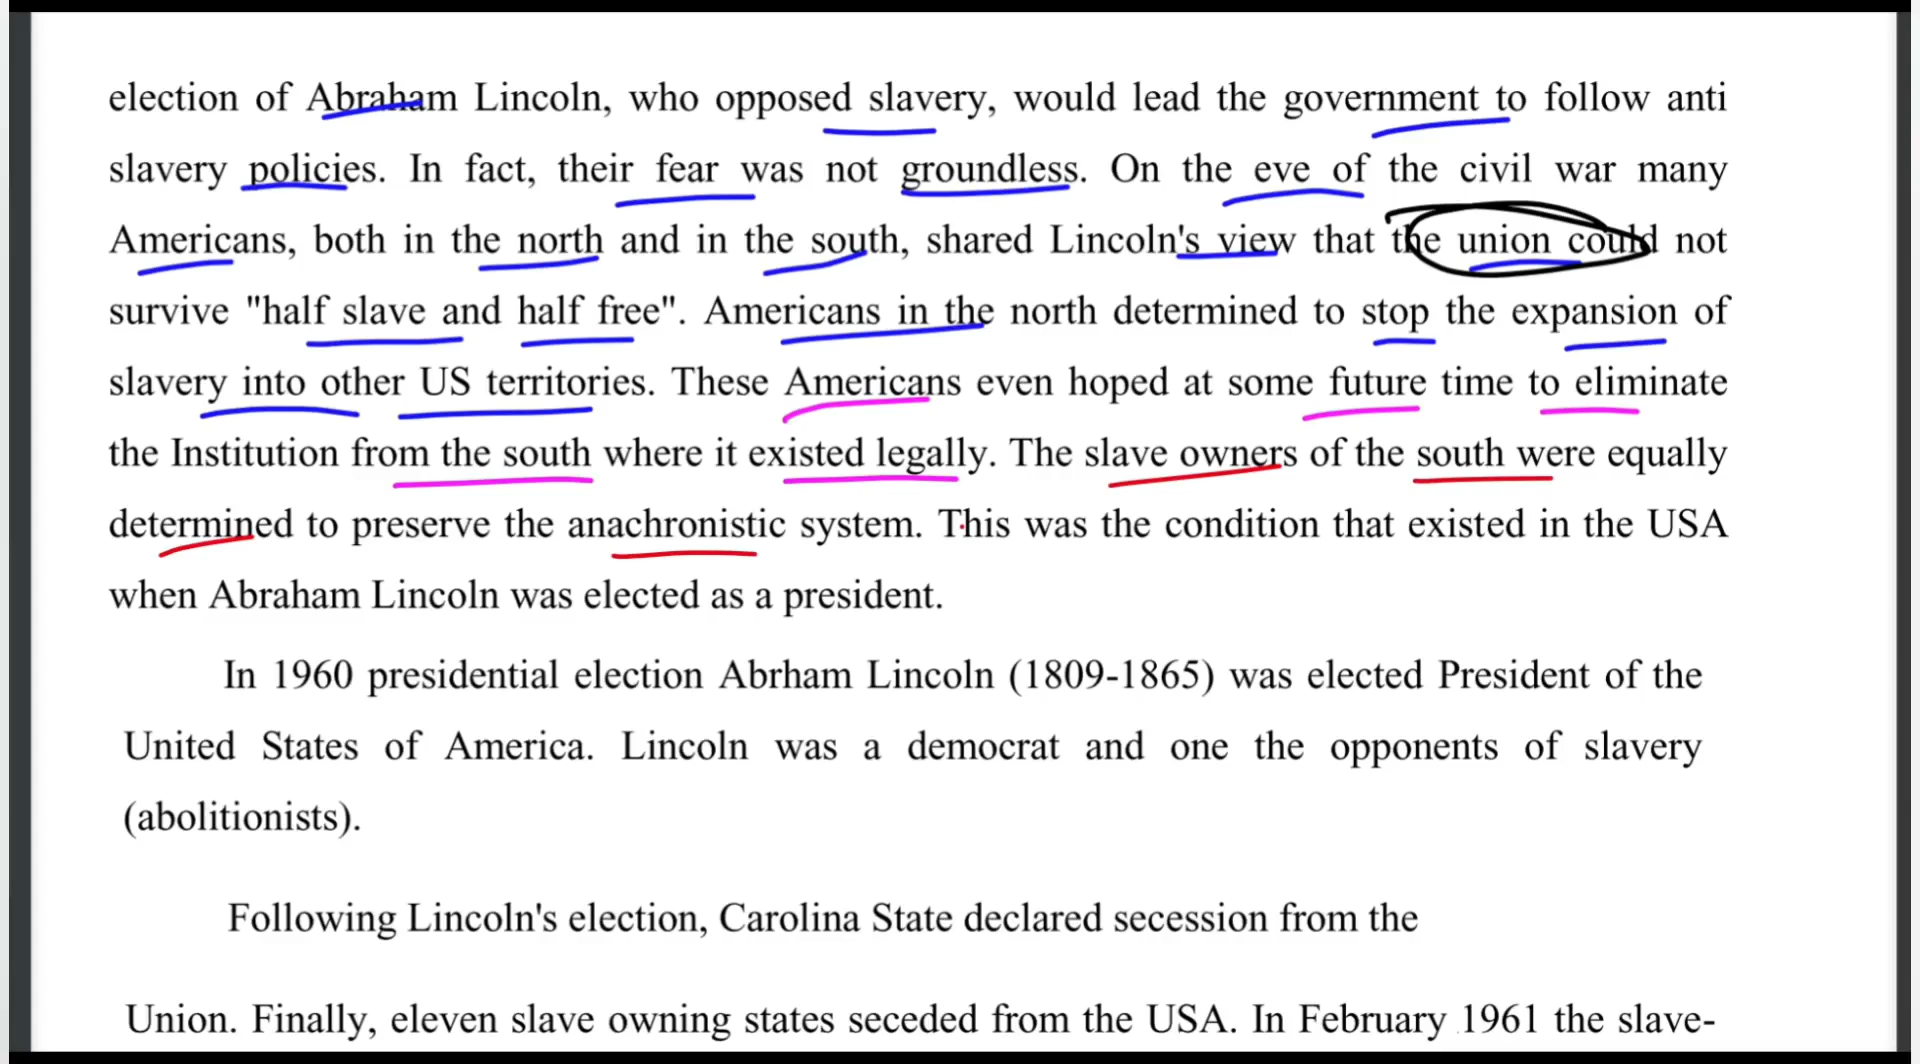 election of Abraham Lincoln, who opposed slavery, would lead the government to follow anti
slavery policies. In fact, their fear was not groundless. On the eve of the civil war many
Americans, both in the north and in the south, shared Lincoln's view that the union could not
survive "half slave and half free". Americans in the north determined to stop the expansion of
slavery into other US territories. These Americans even hoped at some future time to eliminate
the Institution from the south where it existed legally. The slave owners of the south were equally
determined to preserve the anachronistic system. This was the condition that existed in the USA
when Abraham Lincoln was elected as a president.
In 1960 presidential election Abrham Lincoln (1809-1865) was elected President of the
United States of America. Lincoln was a democrat and one the opponents of slavery
(abolitionists).
Following Lincoln's election, Carolina State declared secession from the
Union. Finally, eleven slave owning states seceded from the USA. In February 1961 the slave-